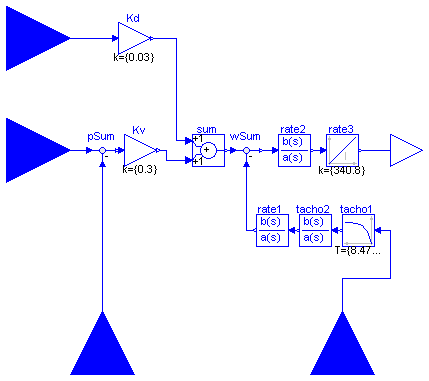 Kd
k={0.03}
pSum
Kv
sum
wSum
rate2
rate3
+1
+1
+
-
-
b(s)
a(s)
k={0.3}
k={340.8}
rate1
tacho2
tacho1
b(s)
a(s)
b(s)
a(s)
T={8.47...